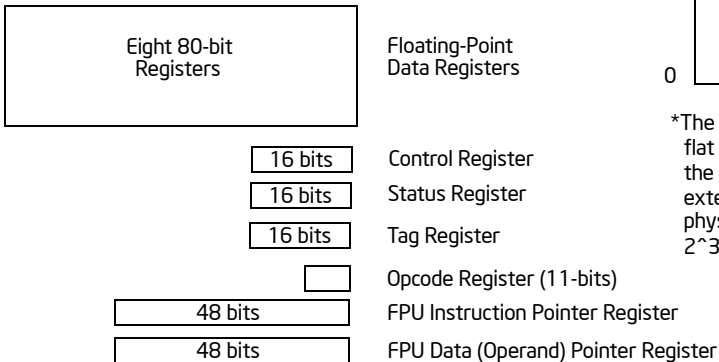 Eight 80-bit
Registers
Floating-Point
Data Registers
0
*The
flat
the
exte
phys
2^3
16 bits
Control Register
16 bits
Status Register
16 bits
Tag Register
Opcode Register (11-bits)
48 bits
FPU Instruction Pointer Register
48 bits
FPU Data (Operand) Pointer Register